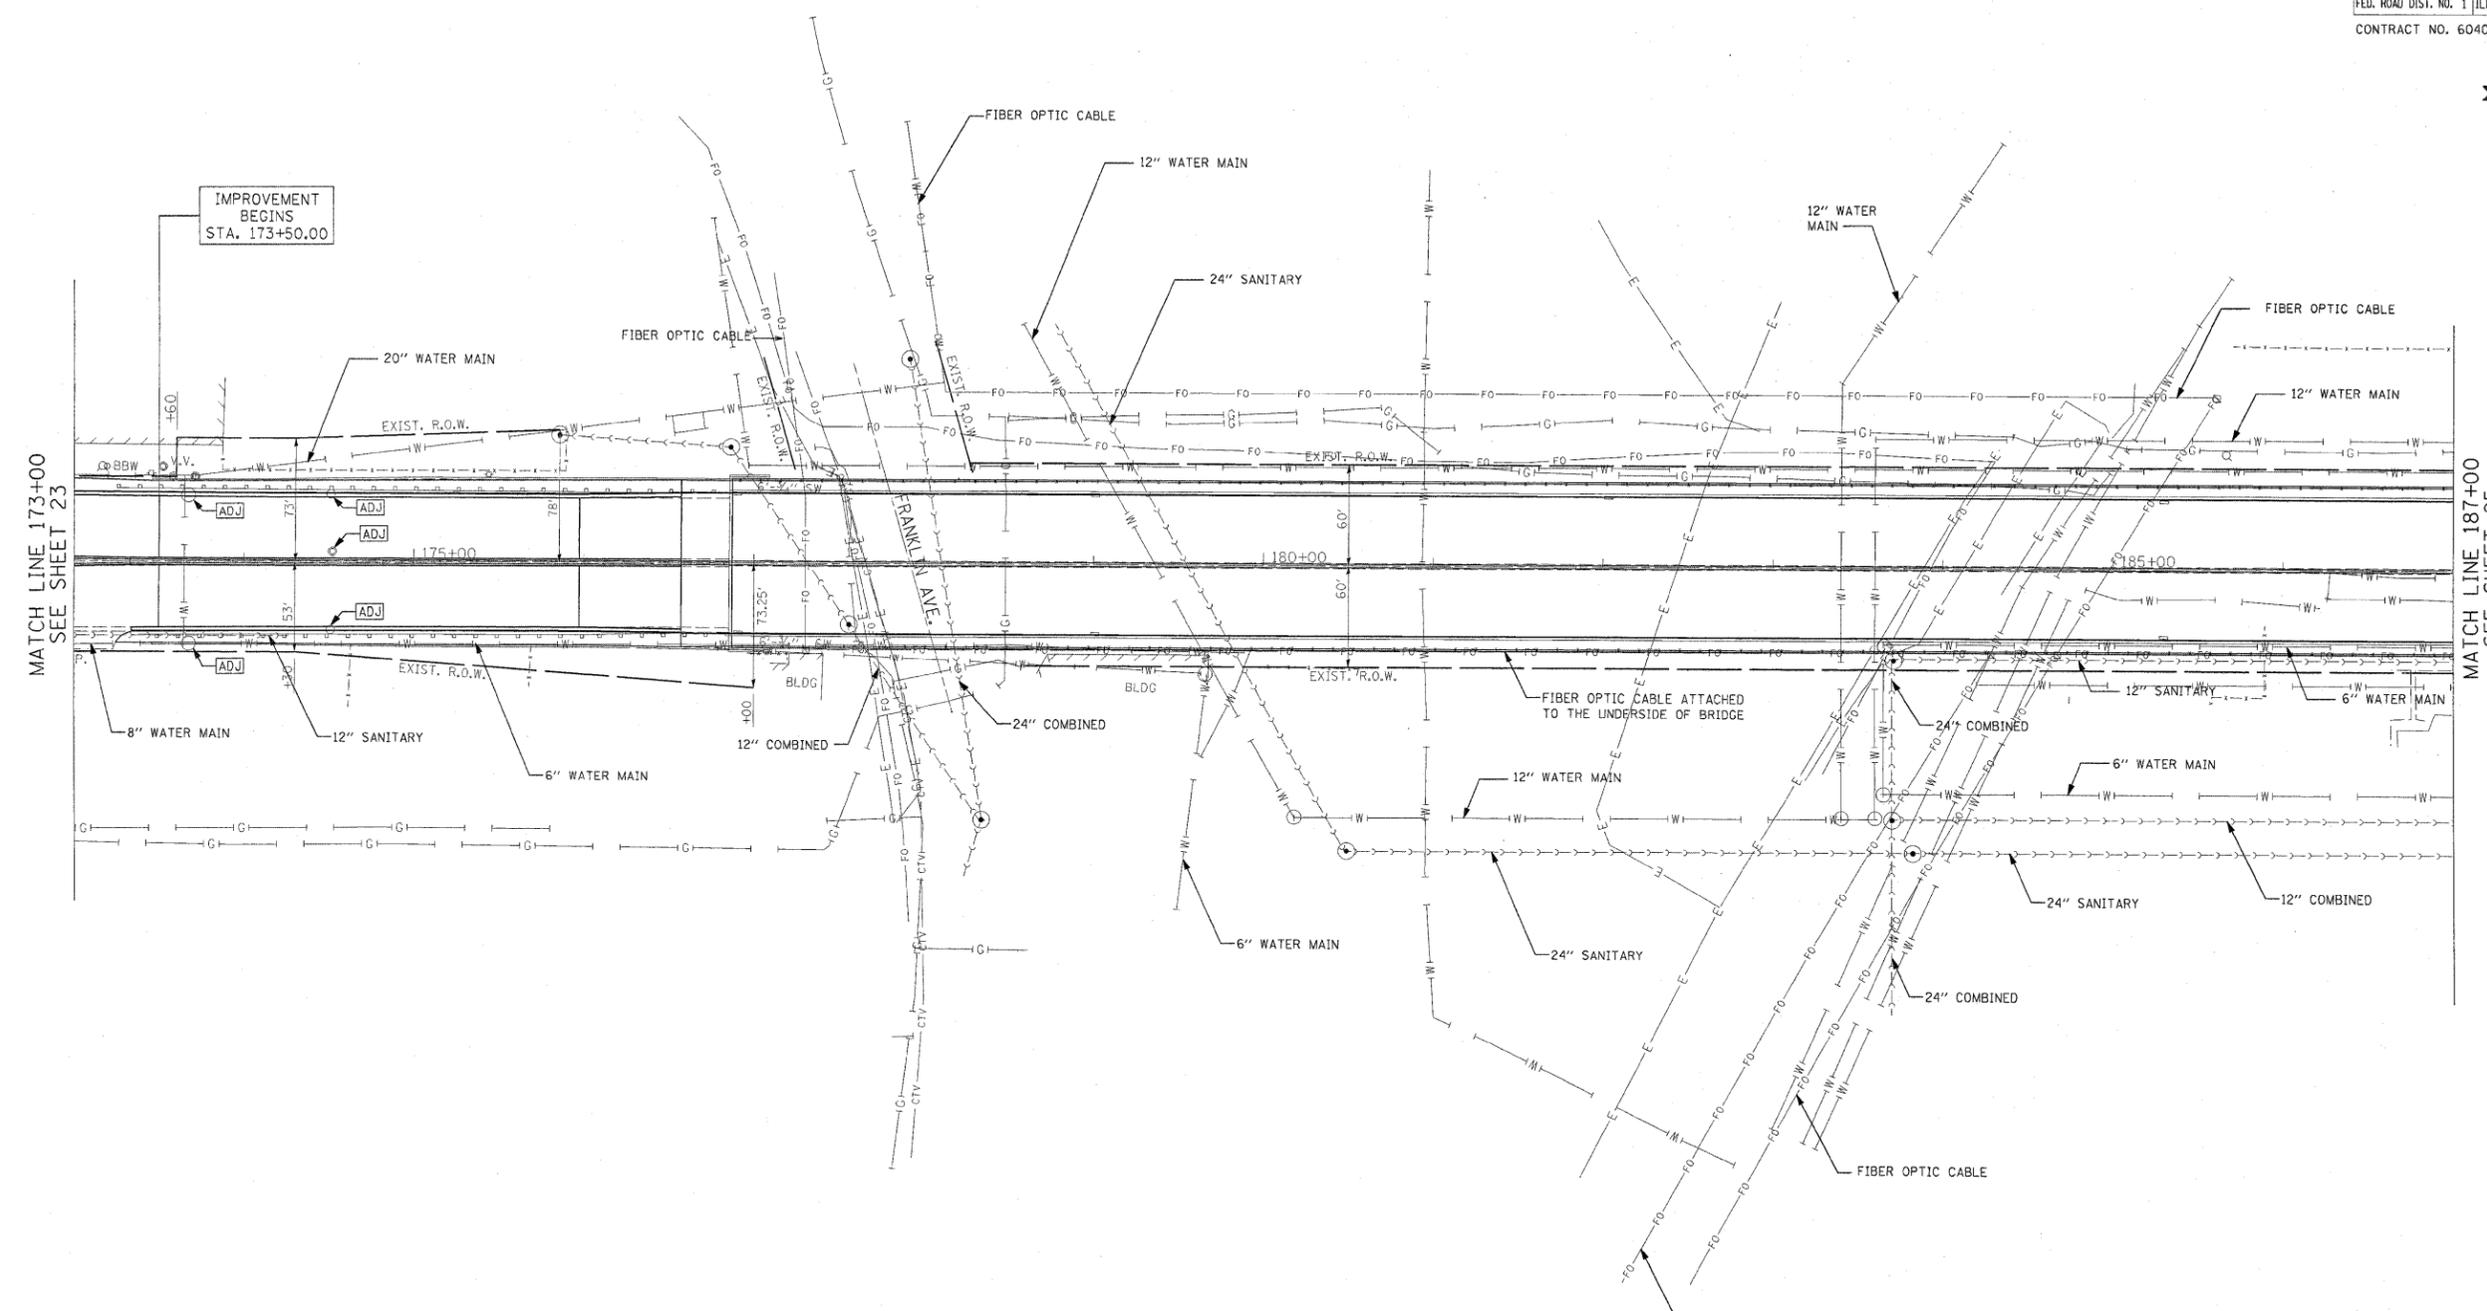 FED. ROAD DIST. NO. 1
CONTRACT NO. 6040
FIBER OPTIC CABLE
12" WATER MAIN
IMPROVEMENT
BEGINS
STA. 173+50.00
12" WATER
MAIN
24" SANITARY
FIBER OPTIC CABLE
FIBER OPTIC CABLE
20" WATER MAIN
EXIST. R.O.W.
EXIST. R.O.W.
12" WATER MAIN
+60
EXIST. R.O.W.
EXIST. R.O.W.
BBW
V.V.
MATCH LINE 173+00
SEE SHEET 23
MATCH LINE 187+00
ADJ
ADJ
ADJ
73'
78'
60'
FRANKLIN AVE.
175+00
180+00
185+00
53'
73.25'
60'
ADJ
ADJ
P.
+30
EXIST. R.O.W.
BLDG
BLDG
EXIST. R.O.W.
+00
8" WATER MAIN
12" SANITARY
12" COMBINED
24" COMBINED
FIBER OPTIC CABLE ATTACHED
TO THE UNDERSIDE OF BRIDGE
24" COMBINED
12" SANITARY
6" WATER MAIN
6" WATER MAIN
12" WATER MAIN
6" WATER MAIN
6" WATER MAIN
24" SANITARY
24" SANITARY
12" COMBINED
24" COMBINED
FIBER OPTIC CABLE